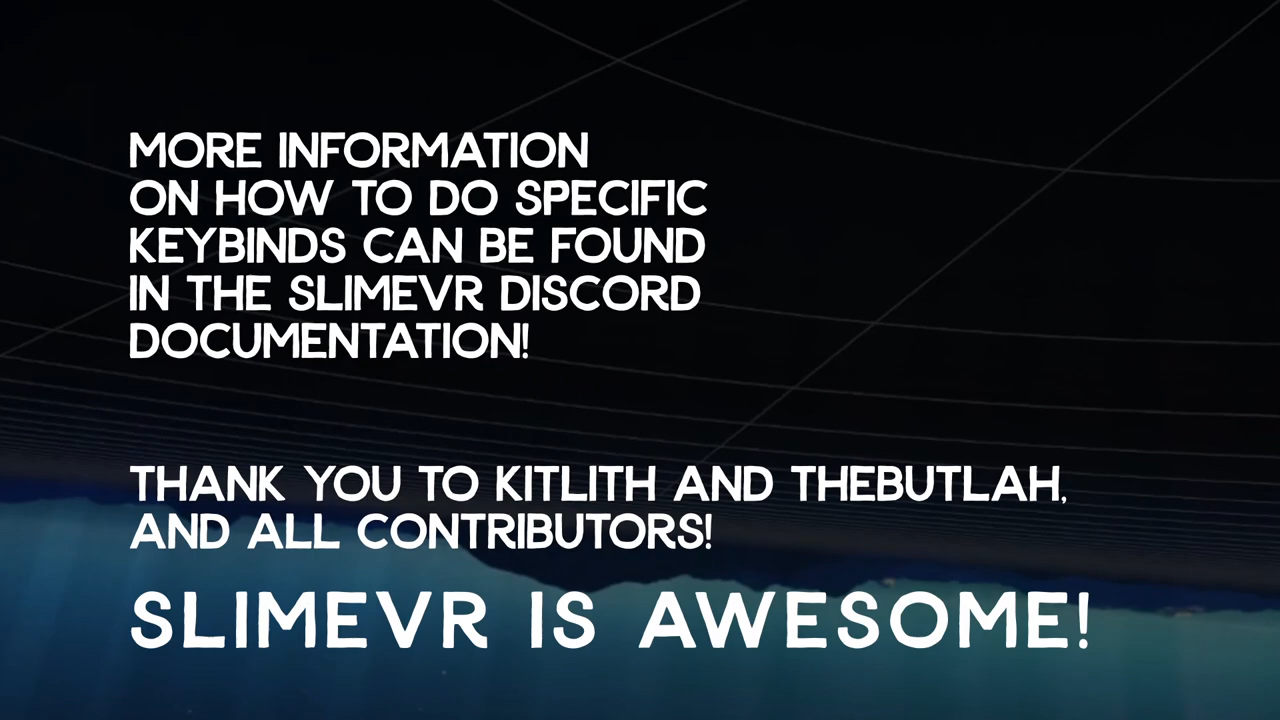 MORE INFORMATION
ON HOW TO DO SPECIFIC
KEYBINDS CAN BE FOUND
IN THE SLIMEVR DISCORD
DOCUMENTATION!
THANK YOU TO KITLITH AND THEBUTLAH,
AND ALL CONTRIBUTORS!
SLIMEVR IS AWESOME!